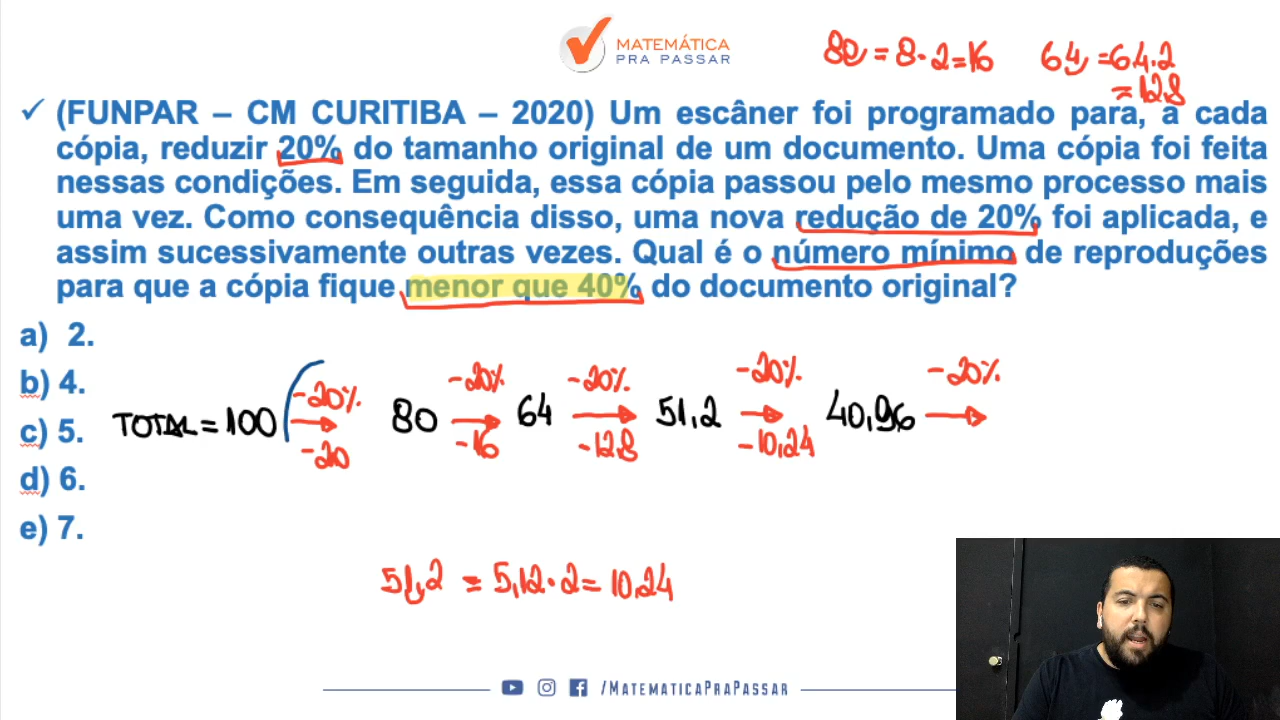 MATEMÁTICA
PRA PASSAR
80 = 8·2=16
64 =6.4.2
= 12.8
✓ (FUNPAR – CM CURITIBA – 2020) Um escâner foi programado para, a cada
cópia, reduzir 20% do tamanho original de um documento. Uma cópia foi feita
nessas condições. Em seguida, essa cópia passou pelo mesmo processo mais
uma vez. Como consequência disso, uma nova redução de 20% foi aplicada, e
assim sucessivamente outras vezes. Qual é o número mínimo de reproduções
para que a cópia fique menor que 40% do documento original?
a) 2.
b) 4.
c) 5.
d) 6.
e) 7.
-20% -20% -20% -20% -20%
TOTAL = 100 → 80 → 64 → 51,2 → 40,96 →
-20 -16 -12.8 -10,24
51,2 = 5,12·2= 10.24
/MATEMATICAPRAPASSAR